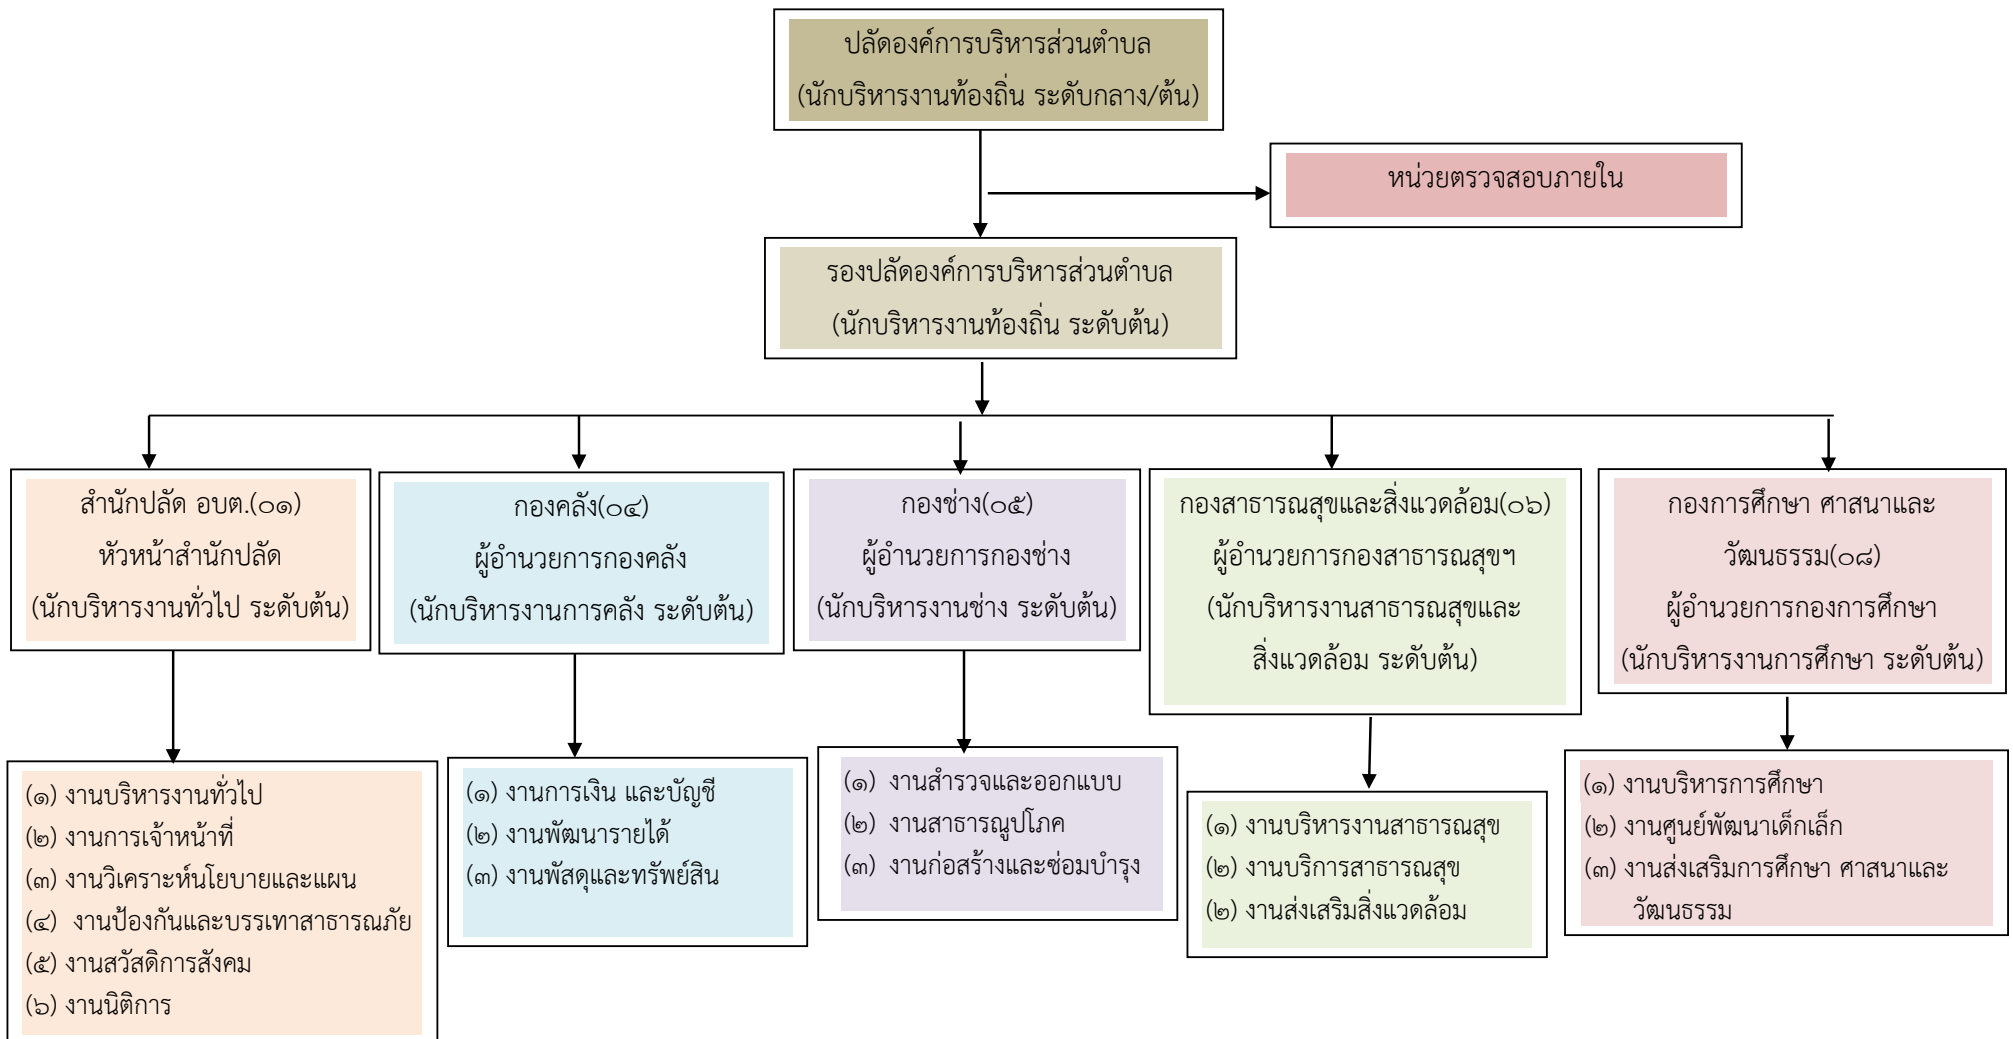 ปลัดองค์การบริหารส่วนตำบล
(นักบริหารงานท้องถิ่น ระดับกลาง/ต้น)
หน่วยตรวจสอบภายใน
รองปลัดองค์การบริหารส่วนตำบล
(นักบริหารงานท้องถิ่น ระดับต้น)
สำนักปลัด อบต.(๐๑)
หัวหน้าสำนักปลัด
(นักบริหารงานทั่วไป ระดับต้น)
กองคลัง(๐๔)
ผู้อำนวยการกองคลัง
(นักบริหารงานการคลัง ระดับต้น)
กองช่าง(๐๕)
ผู้อำนวยการกองช่าง
(นักบริหารงานช่าง ระดับต้น)
กองสาธารณสุขและสิ่งแวดล้อม(๐๖)
ผู้อำนวยการกองสาธารณสุขฯ
(นักบริหารงานสาธารณสุขและ
สิ่งแวดล้อม ระดับต้น)
กองการศึกษา ศาสนาและ
วัฒนธรรม(๐๘)
ผู้อำนวยการกองการศึกษา
(นักบริหารงานการศึกษา ระดับต้น)
(๑) งานบริหารงานทั่วไป
(๒) งานการเจ้าหน้าที่
(๓) งานวิเคราะห์นโยบายและแผน
(๔) งานป้องกันและบรรเทาสาธารณภัย
(๕) งานสวัสดิการสังคม
(๖) งานนิติการ
(๑) งานการเงิน และบัญชี
(๒) งานพัฒนารายได้
(๓) งานพัสดุและทรัพย์สิน
(๑) งานสำรวจและออกแบบ
(๒) งานสาธารณูปโภค
(๓) งานก่อสร้างและซ่อมบำรุง
(๑) งานบริหารงานสาธารณสุข
(๒) งานบริการสาธารณสุข
(๒) งานส่งเสริมสิ่งแวดล้อม
(๑) งานบริหารการศึกษา
(๒) งานศูนย์พัฒนาเด็กเล็ก
(๓) งานส่งเสริมการศึกษา ศาสนาและ
วัฒนธรรม